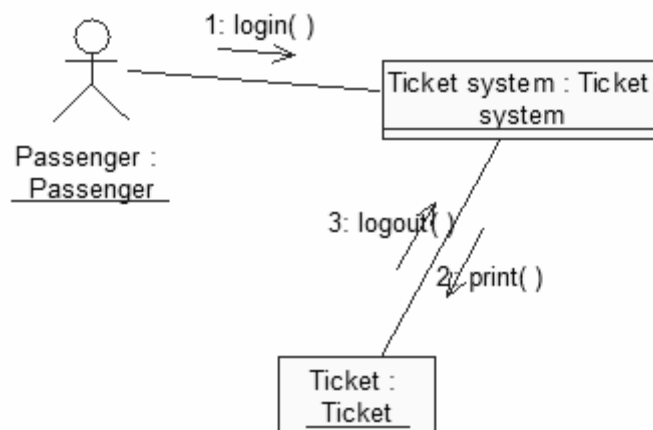 1: login( )
Ticket system : Ticket
system
Passenger :
Passenger
3: logout( )
2: print( )
Ticket :
Ticket